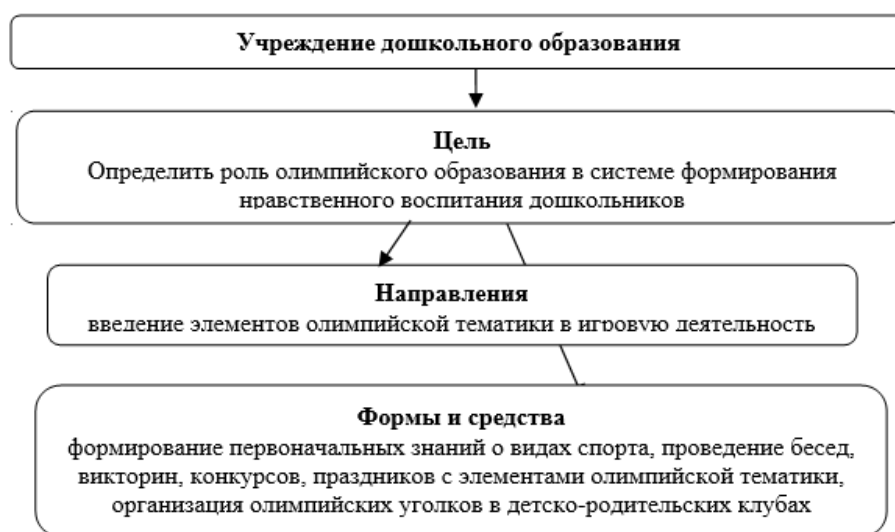 Учреждение дошкольного образования
Цель
Определить роль олимпийского образования в системе формирования
нравственного воспитания дошкольников
Направления
введение элементов олимпийской тематики в игровую деятельность
Формы и средства
формирование первоначальных знаний о видах спорта, проведение бесед,
викторин, конкурсов, праздников с элементами олимпийской тематики,
организация олимпийских уголков в детско-родительских клубах